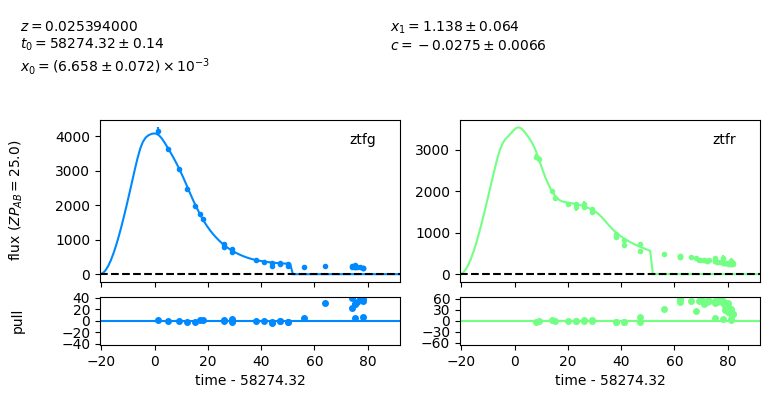 z = 0.025394000
t₀ = 58274.32 ± 0.14
x₀ = (6.658 ± 0.072) × 10⁻³
x₁ = 1.138 ± 0.064
c = −0.0275 ± 0.0066
flux (ZP_{AB} = 25.0)
4000
3000
2000
1000
0
ztfg
3000
2000
1000
0
ztfr
pull
40
20
0
−20
−40
−20 0 20 40 60 80
time - 58274.32
60
30
0
−30
−60
−20 0 20 40 60 80
time - 58274.32